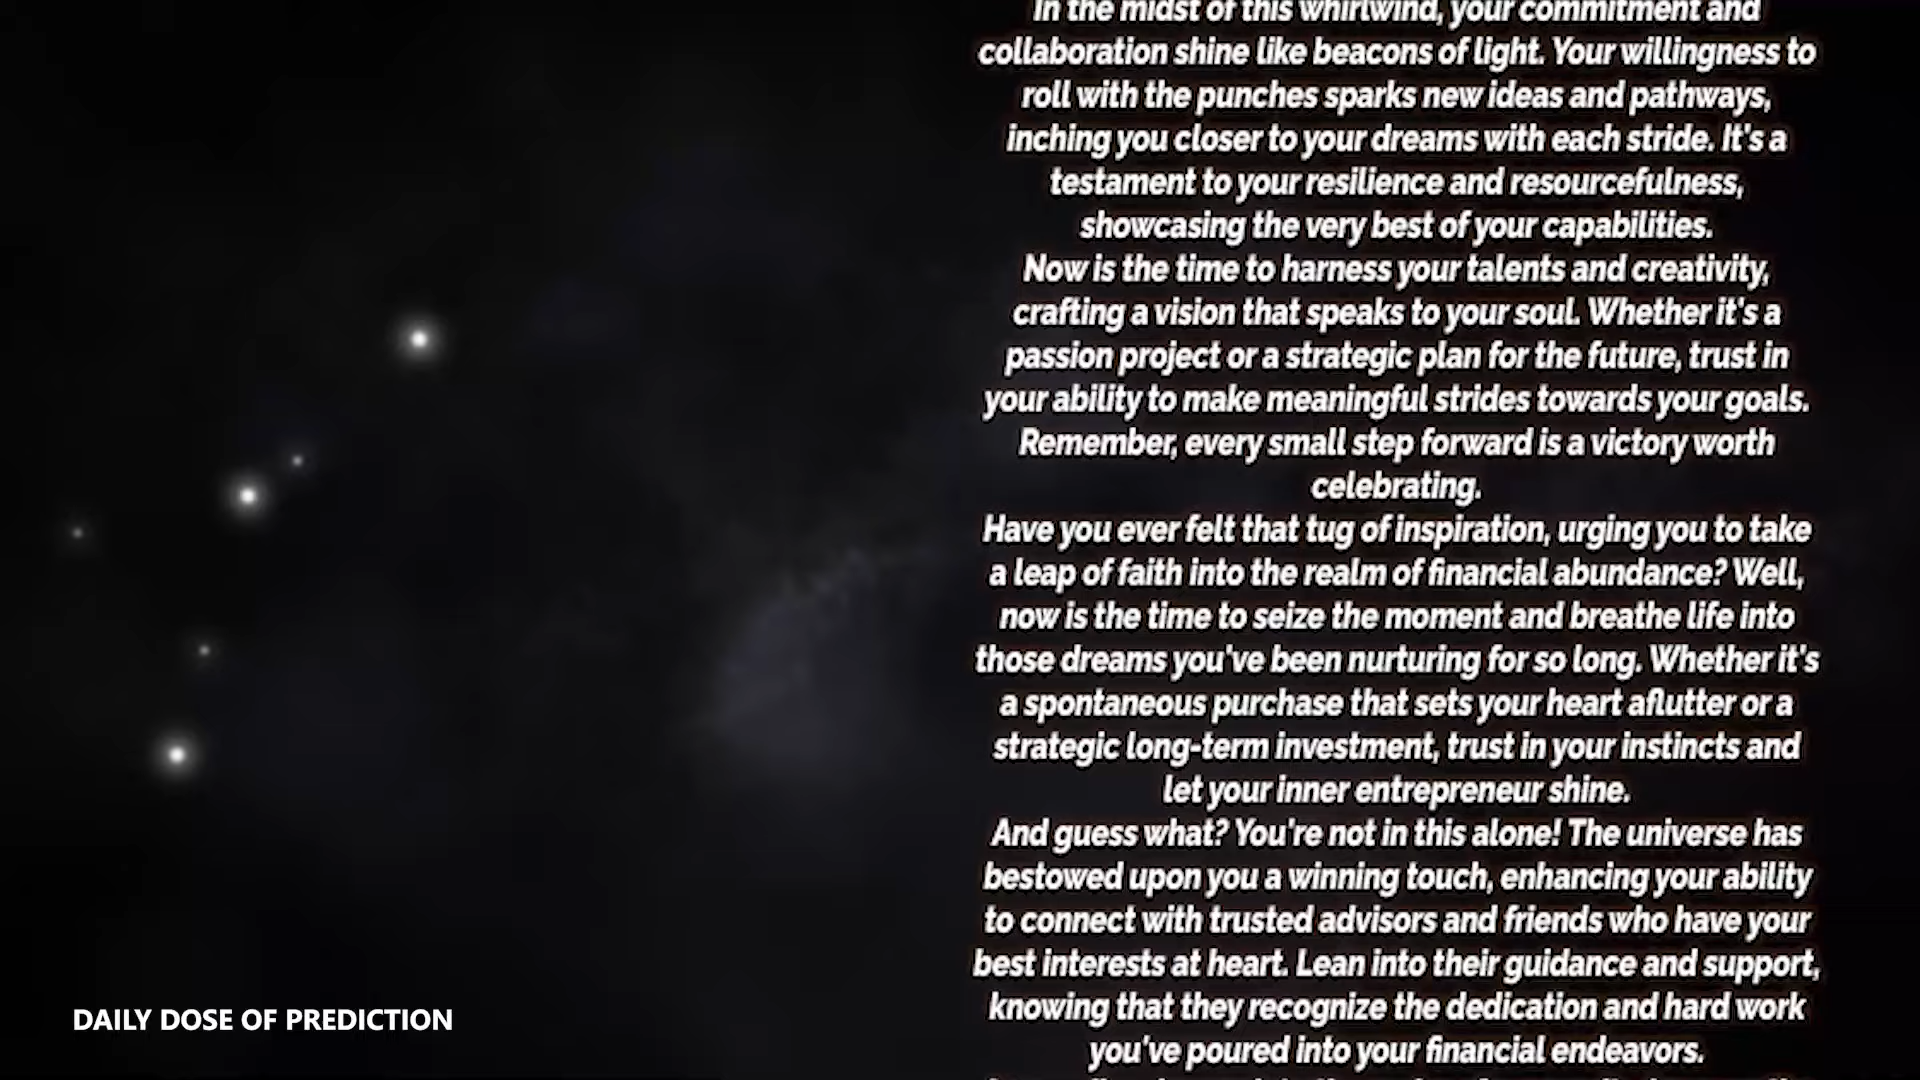 In the midst of this whirlwind, your commitment and
collaboration shine like beacons of light. Your willingness to
roll with the punches sparks new ideas and pathways,
inching you closer to your dreams with each stride. It's a
testament to your resilience and resourcefulness,
showcasing the very best of your capabilities.
Now is the time to harness your talents and creativity,
crafting a vision that speaks to your soul. Whether it's a
passion project or a strategic plan for the future, trust in
your ability to make meaningful strides towards your goals.
Remember, every small step forward is a victory worth
celebrating.
Have you ever felt that tug of inspiration, urging you to take
a leap of faith into the realm of financial abundance? Well,
now is the time to seize the moment and breathe life into
those dreams you've been nurturing for so long. Whether it's
a spontaneous purchase that sets your heart aflutter or a
strategic long-term investment, trust in your instincts and
let your inner entrepreneur shine.
And guess what? You're not in this alone! The universe has
bestowed upon you a winning touch, enhancing your ability
to connect with trusted advisors and friends who have your
best interests at heart. Lean into their guidance and support,
knowing that they recognize the dedication and hard work
you've poured into your financial endeavors.
DAILY DOSE OF PREDICTION